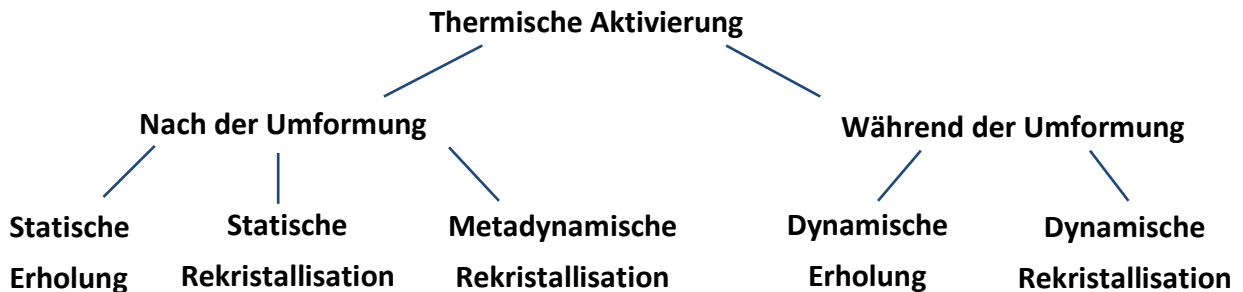 Thermische Aktivierung
Nach der Umformung
Während der Umformung
Statische
Erholung
Statische
Rekristallisation
Metadynamische
Rekristallisation
Dynamische
Erholung
Dynamische
Rekristallisation